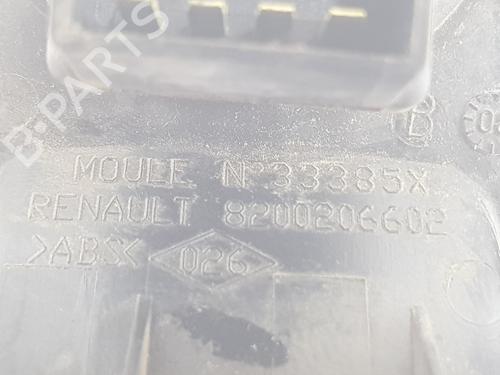 B-PARTS
B
MOULE N°33385X
RENAULT 8200206602
>ABS< 026